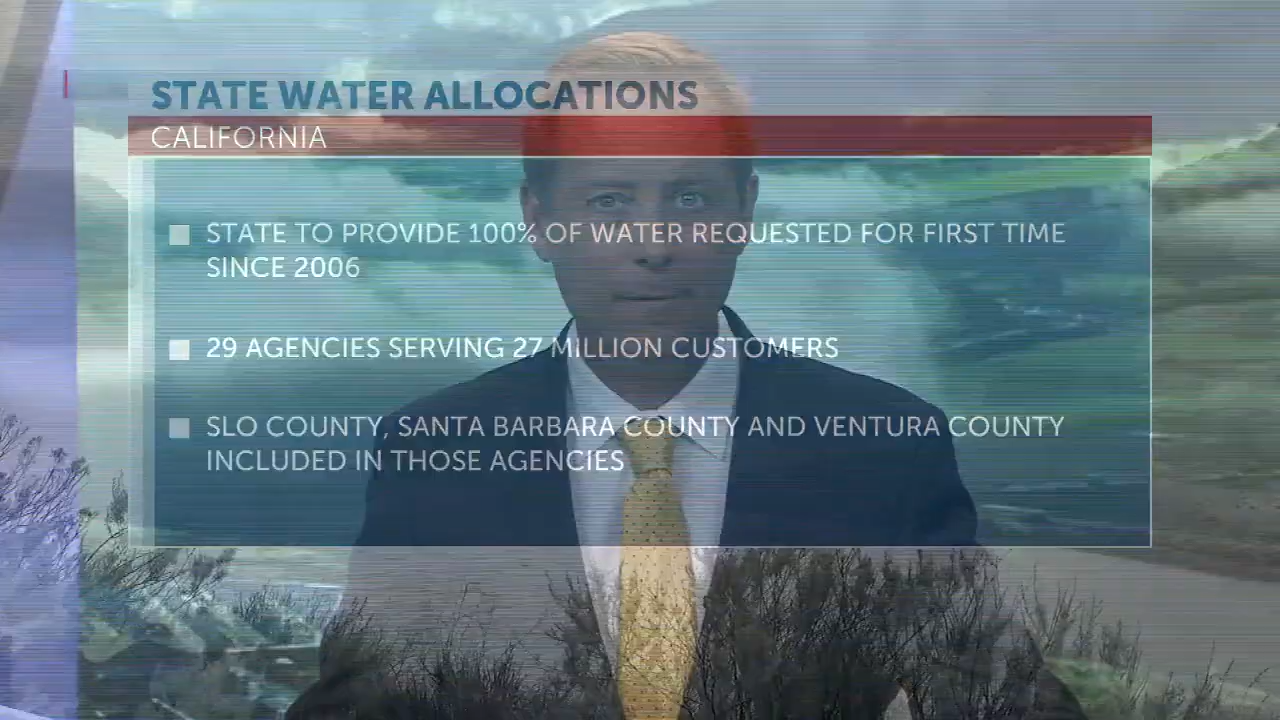 STATE WATER ALLOCATIONS
CALIFORNIA
STATE TO PROVIDE 100% OF WATER REQUESTED FOR FIRST TIME
SINCE 2006
29 AGENCIES SERVING 27 MILLION CUSTOMERS
SLO COUNTY, SANTA BARBARA COUNTY AND VENTURA COUNTY
INCLUDED IN THOSE AGENCIES